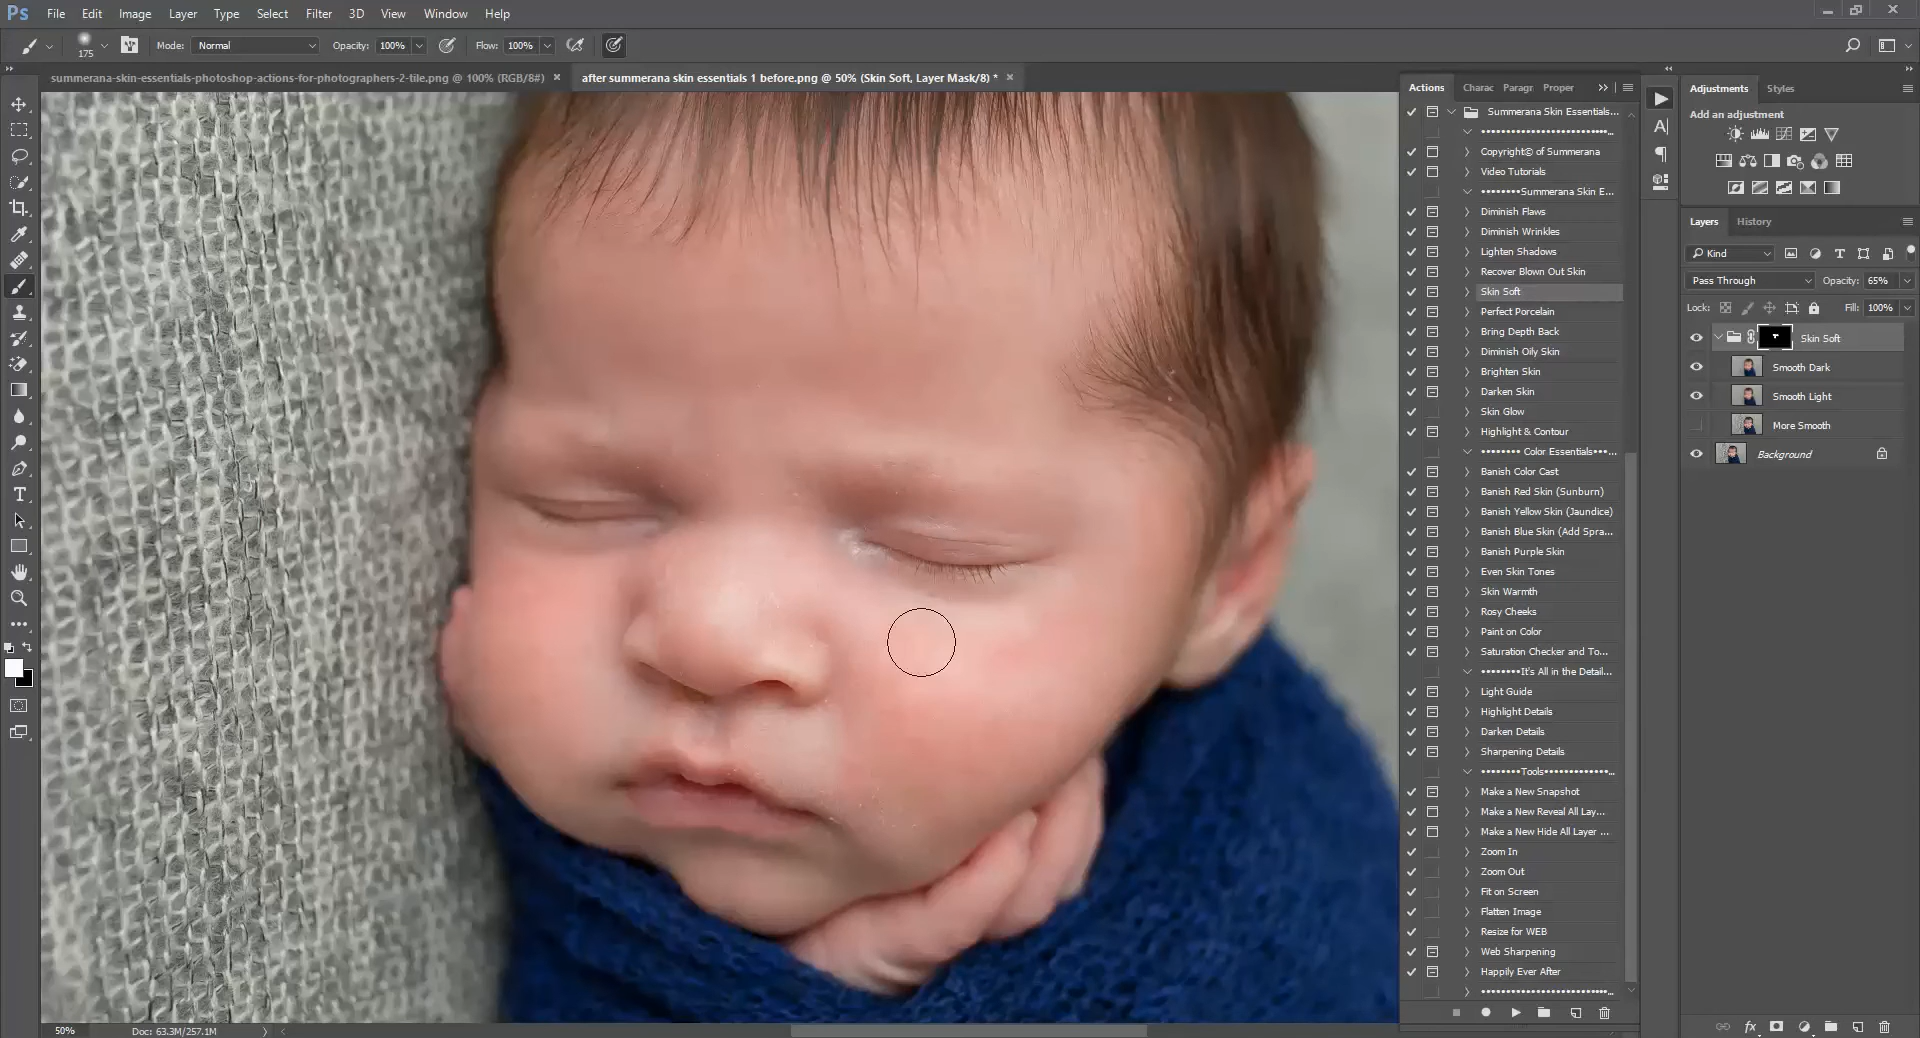 Ps File Edit Image Layer Type Select Filter 3D View Window Help
175 Mode: Normal Opacity: 100% Flow: 100%
summerana-skin-essentials-photoshop-actions-for-photographers-2-tile.png @ 100% (RGB/8#) × after summerana skin essentials 1 before.png @ 50% (Skin Soft, Layer Mask/8) * ×
Actions Charac Paragr Proper
Summerana Skin Essentials...
Copyright© of Summerana
Video Tutorials
••••••••Summerana Skin E...
Diminish Flaws
Diminish Wrinkles
Lighten Shadows
Recover Blown Out Skin
Skin Soft
Perfect Porcelain
Bring Depth Back
Diminish Oily Skin
Brighten Skin
Darken Skin
Skin Glow
Highlight & Contour
•••••••• Color Essentials•••...
Banish Color Cast
Banish Red Skin (Sunburn)
Banish Yellow Skin (Jaundice)
Banish Blue Skin (Add Spra...
Banish Purple Skin
Even Skin Tones
Skin Warmth
Rosy Cheeks
Paint on Color
Saturation Checker and To...
••••••••It's All in the Detail...
Light Guide
Highlight Details
Darken Details
Sharpening Details
••••••••Tools•••••••••••••...
Make a New Snapshot
Make a New Reveal All Lay...
Make a New Hide All Layer ...
Zoom In
Zoom Out
Fit on Screen
Flatten Image
Resize for WEB
Web Sharpening
Happily Ever After
Adjustments Styles
Add an adjustment
Layers History
Kind
Pass Through Opacity: 65%
Lock: Fill: 100%
Skin Soft
Smooth Dark
Smooth Light
More Smooth
Background
50% Doc: 63.3M/257.1M